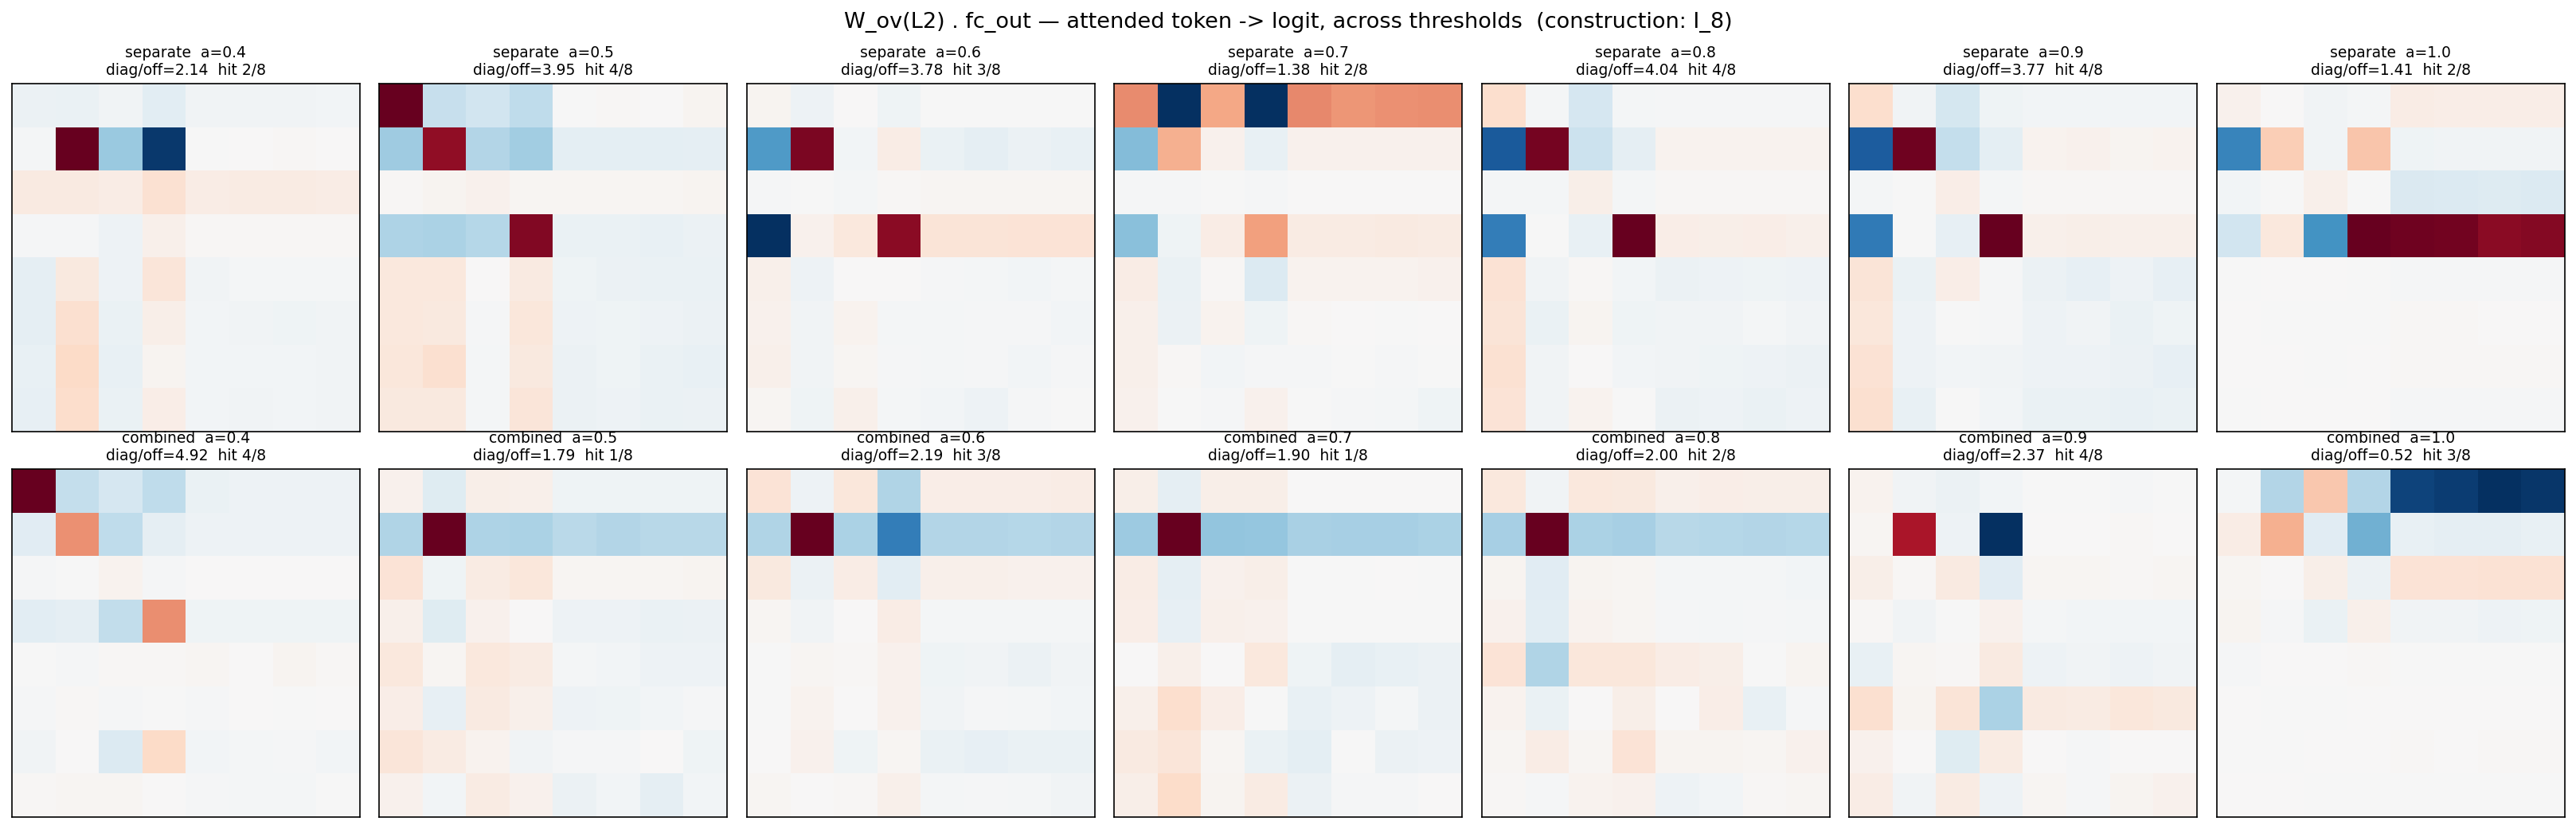 W_ov(L2) . fc_out — attended token -> logit, across thresholds  (construction: I_8)
separate  a=0.4
diag/off=2.14  hit 2/8
separate  a=0.5
diag/off=3.95  hit 4/8
separate  a=0.6
diag/off=3.78  hit 3/8
separate  a=0.7
diag/off=1.38  hit 2/8
separate  a=0.8
diag/off=4.04  hit 4/8
separate  a=0.9
diag/off=3.77  hit 4/8
separate  a=1.0
diag/off=1.41  hit 2/8
combined  a=0.4
diag/off=4.92  hit 4/8
combined  a=0.5
diag/off=1.79  hit 1/8
combined  a=0.6
diag/off=2.19  hit 3/8
combined  a=0.7
diag/off=1.90  hit 1/8
combined  a=0.8
diag/off=2.00  hit 2/8
combined  a=0.9
diag/off=2.37  hit 4/8
combined  a=1.0
diag/off=0.52  hit 3/8